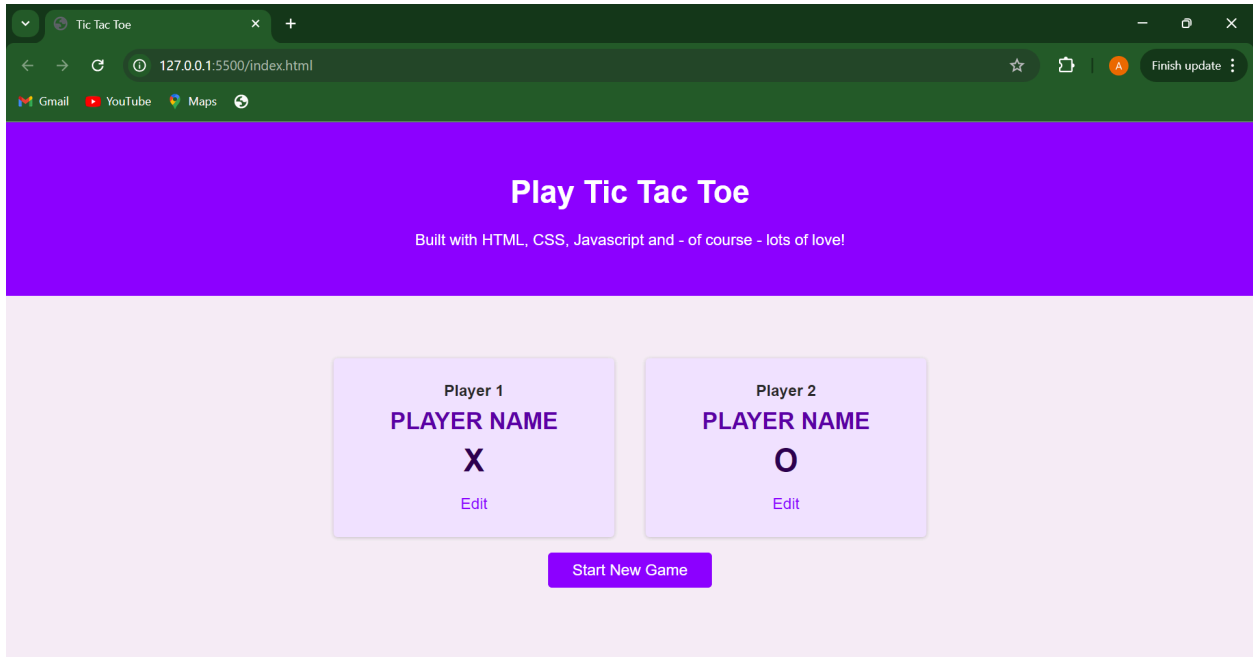 Tic Tac Toe
127.0.0.1:5500/index.html
A
Finish update
Gmail YouTube Maps
Play Tic Tac Toe
Built with HTML, CSS, Javascript and - of course - lots of love!
Player 1
PLAYER NAME
X
Edit
Player 2
PLAYER NAME
O
Edit
Start New Game